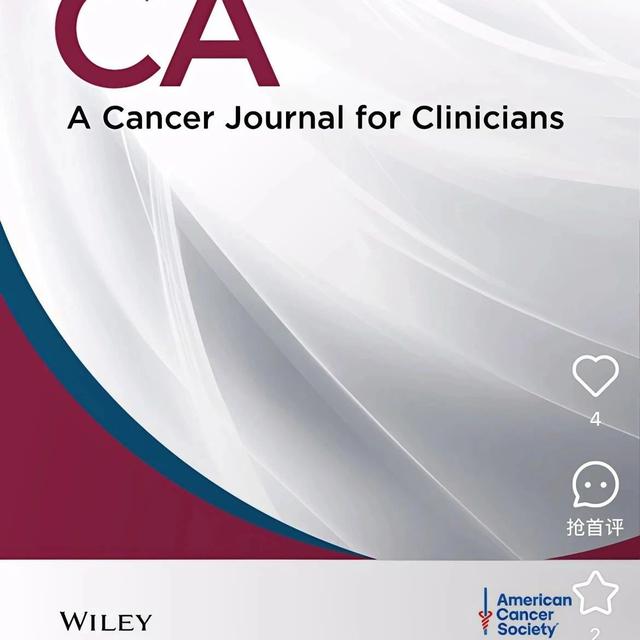 CA
A Cancer Journal for Clinicians
4
抢首评
WILEY
American
Cancer
Society
2